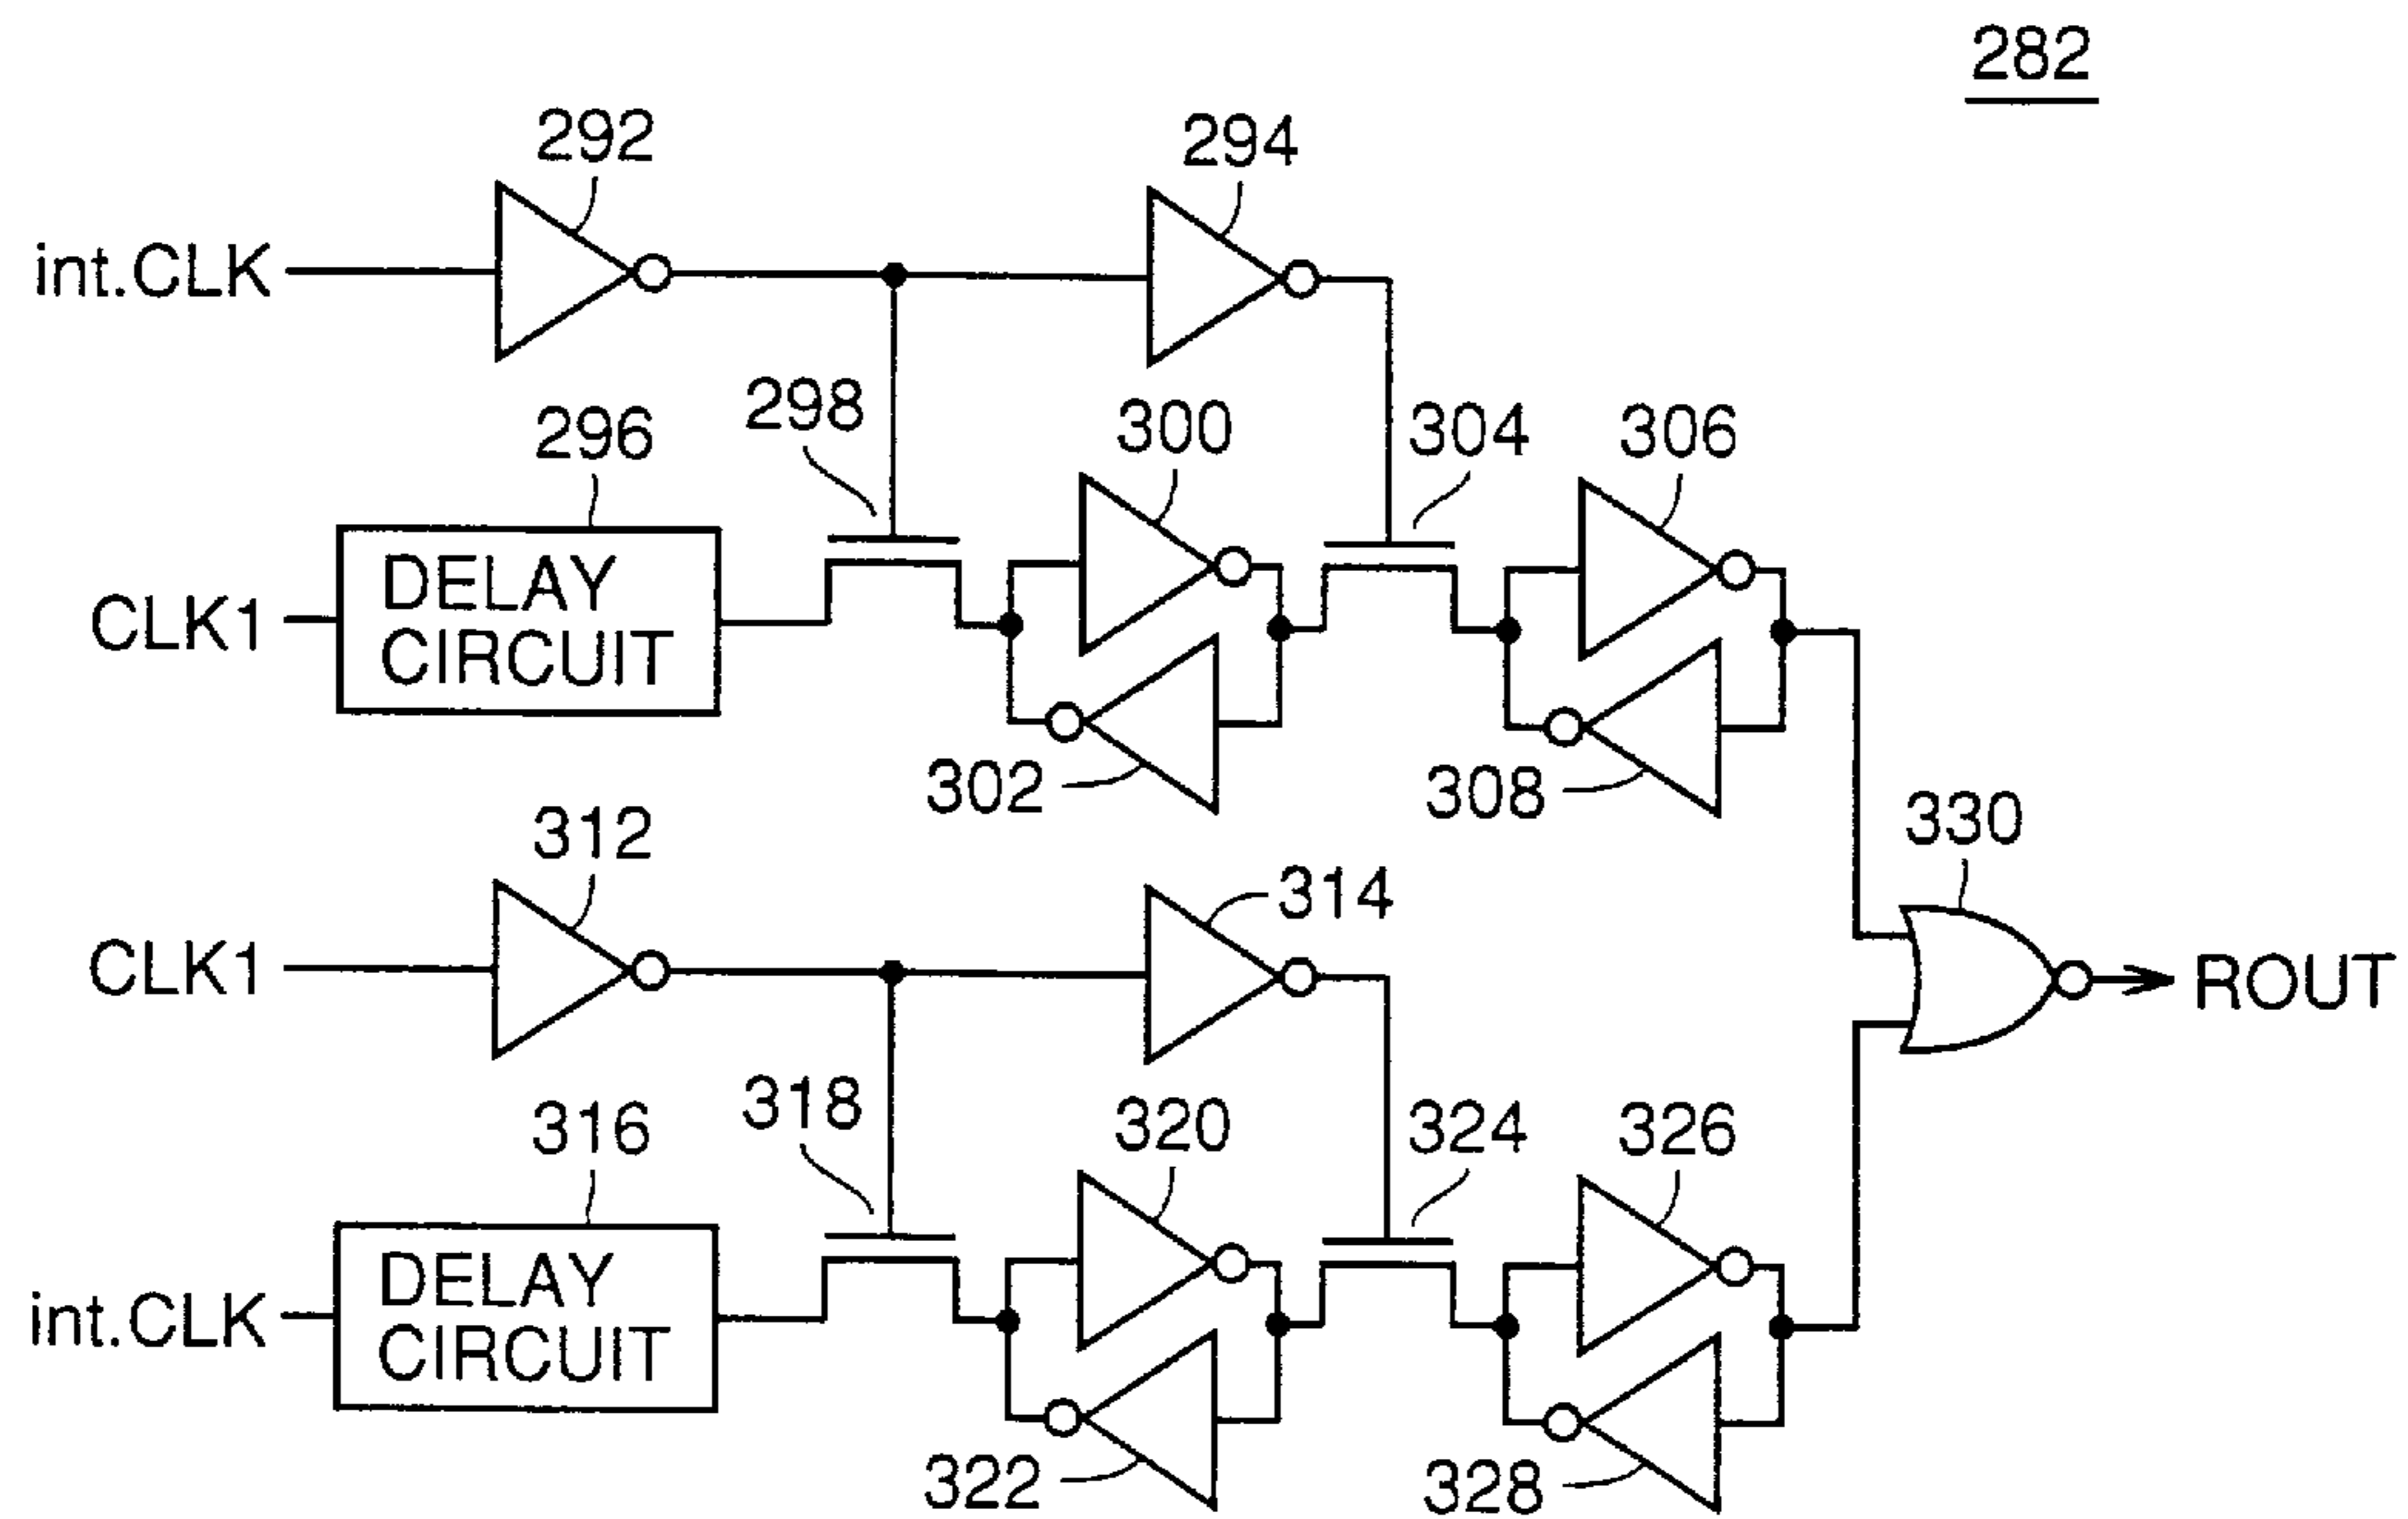 282
292
294
int.CLK
298
300
304
306
296
CLK1
DELAY
CIRCUIT
302
308
312
330
314
CLK1
ROUT
318
320
324
326
316
int.CLK
DELAY
CIRCUIT
322
328